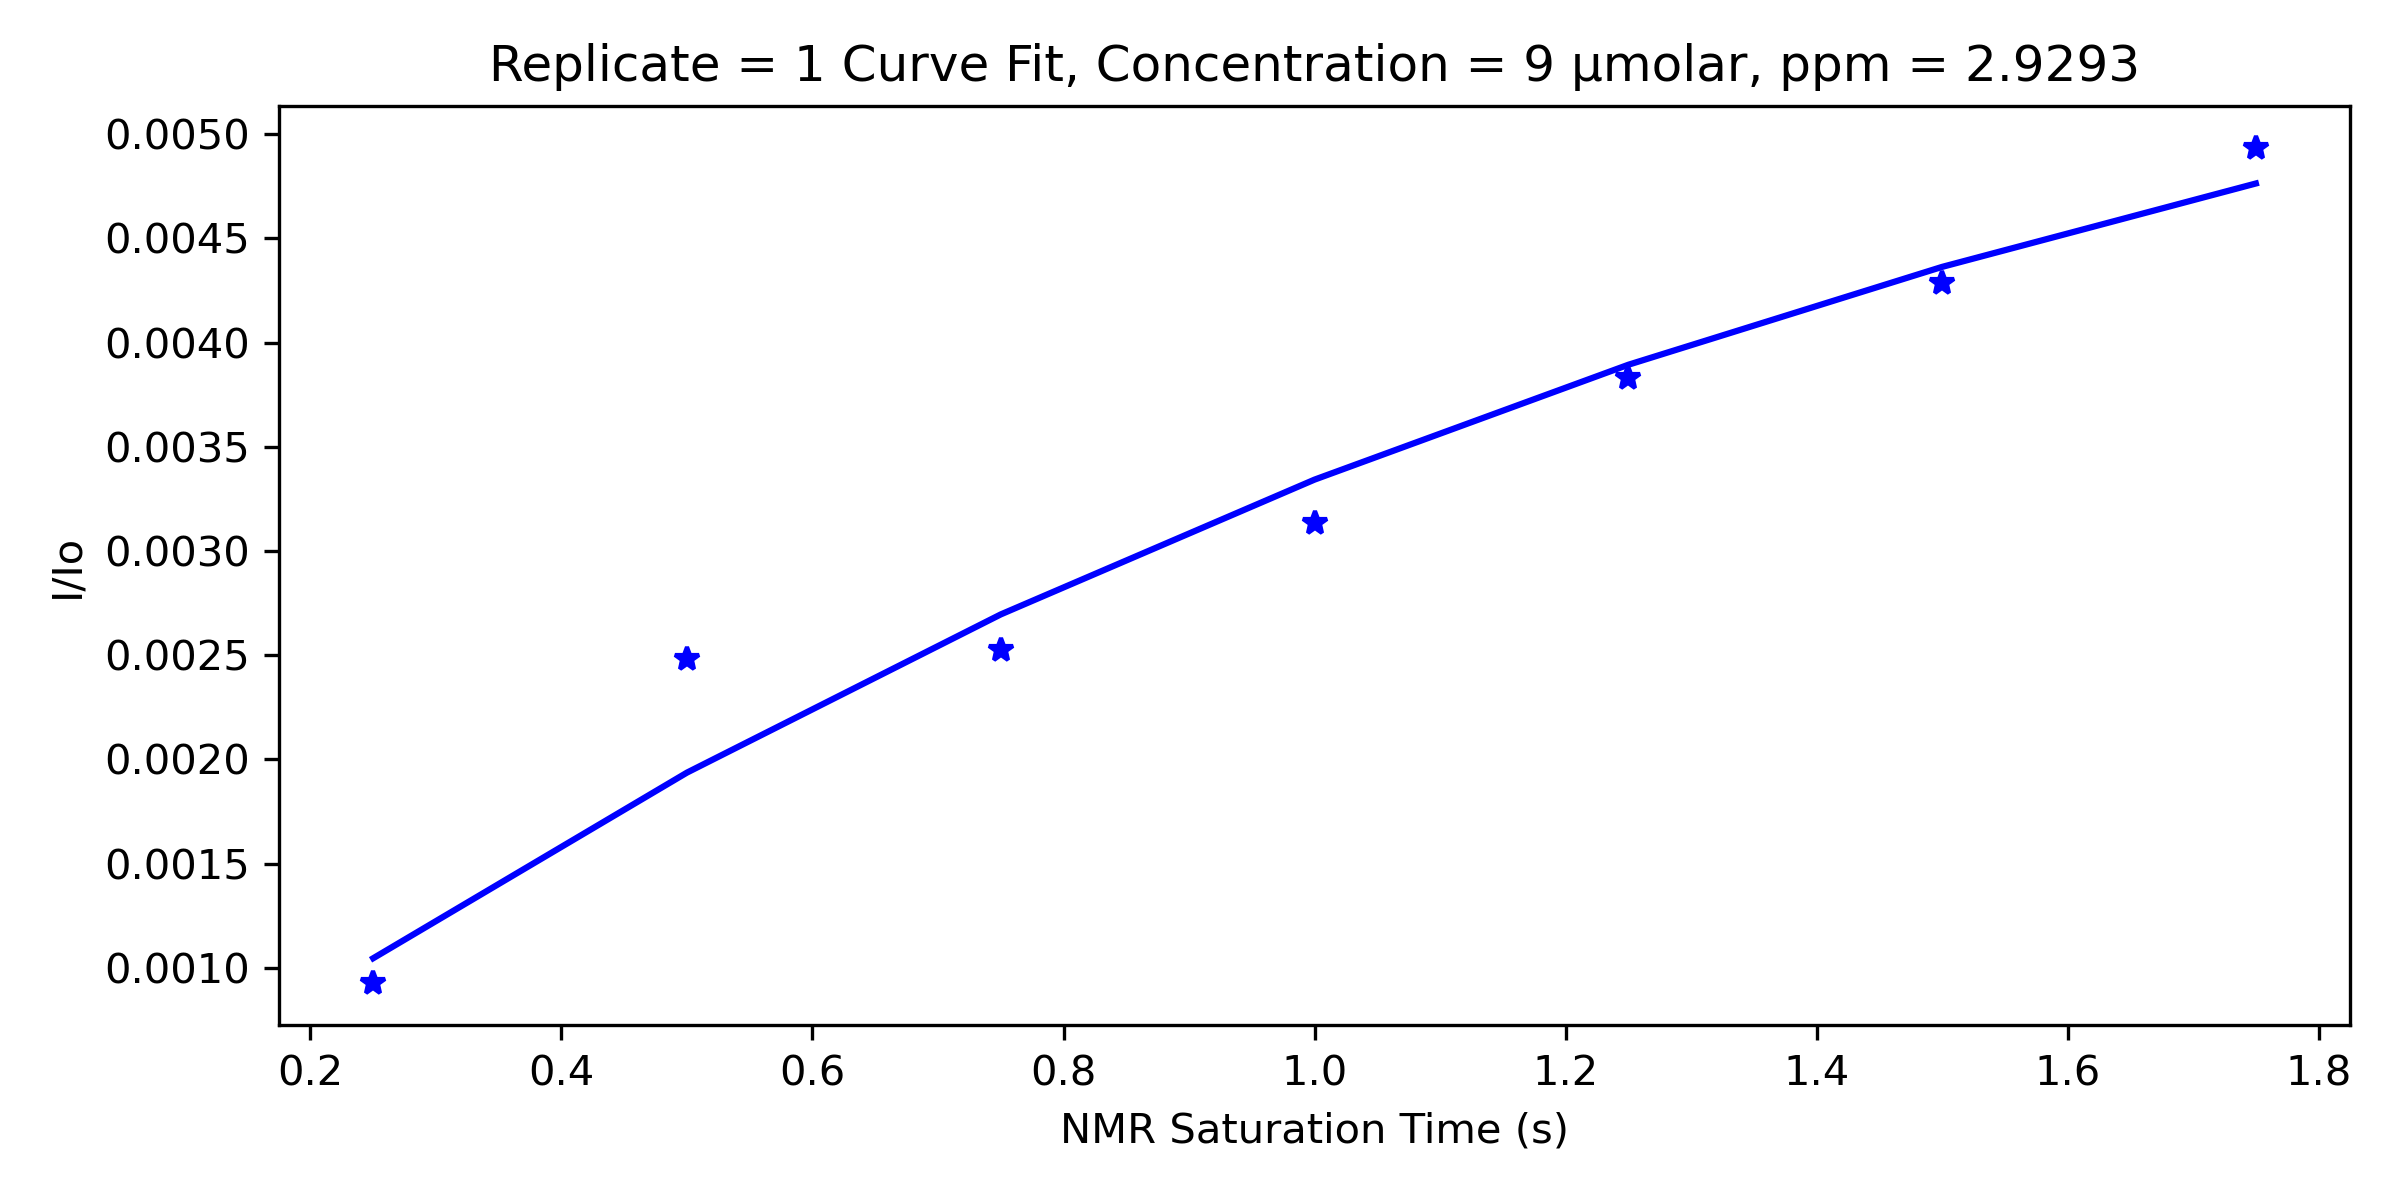 Replicate = 1 Curve Fit, Concentration = 9 μmolar, ppm = 2.9293
0.0050
0.0045
0.0040
0.0035
0.0030
0.0025
0.0020
0.0015
0.0010
I/Io
0.2 0.4 0.6 0.8 1.0 1.2 1.4 1.6 1.8
NMR Saturation Time (s)